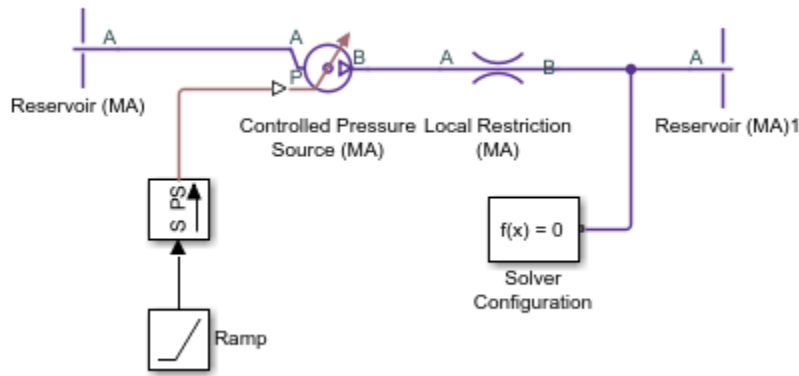 A
A
B
A
B
A
P
Reservoir (MA)
Controlled Pressure
Source (MA)
Local Restriction
(MA)
Reservoir (MA)1
S PS
f(x) = 0
Solver
Configuration
Ramp